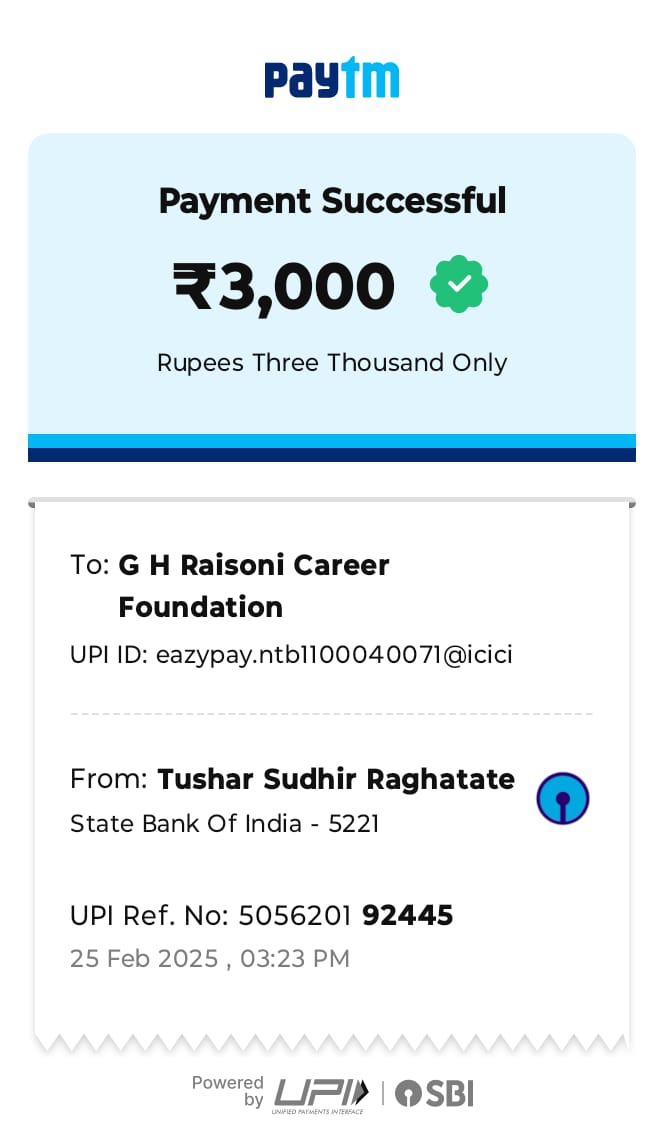 paytm
Payment Successful
₹3,000
Rupees Three Thousand Only
To: G H Raisoni Career
Foundation
UPI ID: eazypay.ntb1100040071@icici
From: Tushar Sudhir Raghatate
State Bank Of India - 5221
UPI Ref. No: 5056201 92445
25 Feb 2025 , 03:23 PM
Powered
by
UPI
UNIFIED PAYMENTS INTERFACE
SBI